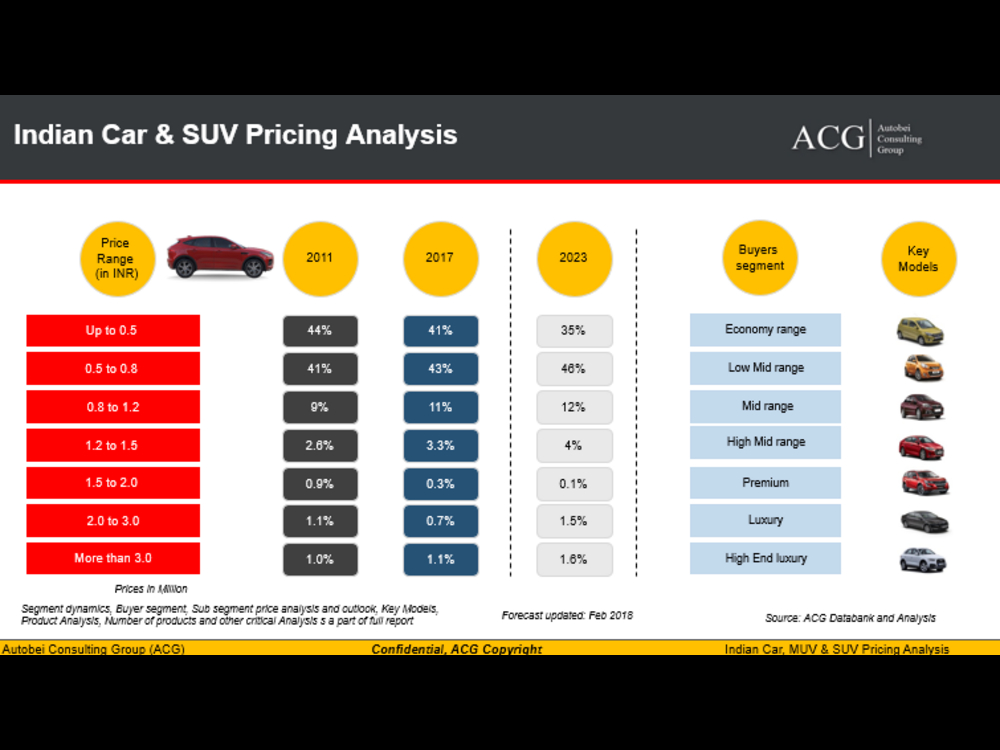 Indian Car & SUV Pricing Analysis
ACG
Autobei
Consulting
Group
Price
Range
(in INR)
2011
2017
2023
Buyers
segment
Key
Models
Up to 0.5 44% 41% 35% Economy range
0.5 to 0.8 41% 43% 46% Low Mid range
0.8 to 1.2 9% 11% 12% Mid range
1.2 to 1.5 2.6% 3.3% 4% High Mid range
1.5 to 2.0 0.9% 0.3% 0.1% Premium
2.0 to 3.0 1.1% 0.7% 1.5% Luxury
More than 3.0 1.0% 1.1% 1.6% High End luxury
Prices in Million
Segment dynamics, Buyer segment, Sub segment price analysis and outlook, Key Models,
Product Analysis, Number of products and other critical Analysis s a part of full report
Forecast updated: Feb 2018
Source: ACG Databank and Analysis
Autobei Consulting Group (ACG)
Confidential, ACG Copyright
Indian Car, MUV & SUV Pricing Analysis